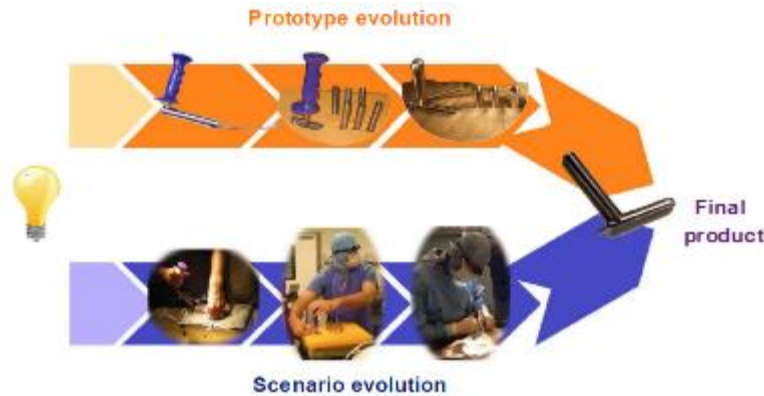 Prototype evolution
Final
product
Scenario evolution